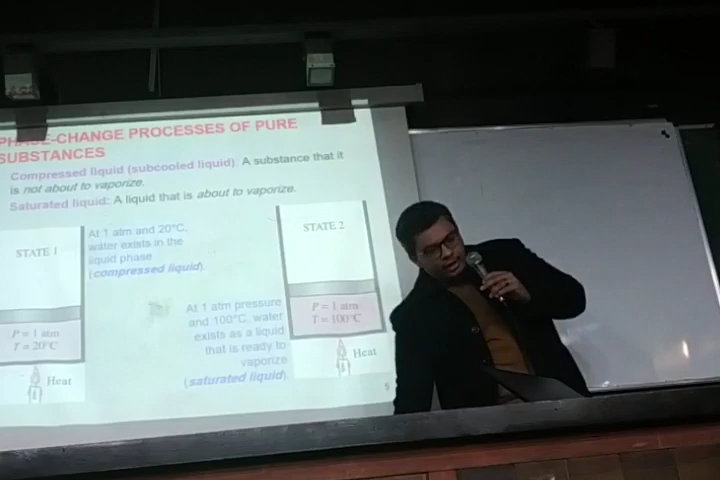 PHASE-CHANGE PROCESSES OF PURE
SUBSTANCES
Compressed liquid (subcooled liquid): A substance that it
is not about to vaporize.
Saturated liquid: A liquid that is about to vaporize.
STATE 1
At 1 atm and 20°C,
water exists in the
liquid phase
(compressed liquid).
P = 1 atm
T = 20°C
Heat
STATE 2
At 1 atm pressure
and 100°C, water
exists as a liquid
that is ready to
vaporize
(saturated liquid).
P = 1 atm
T = 100°C
Heat
5